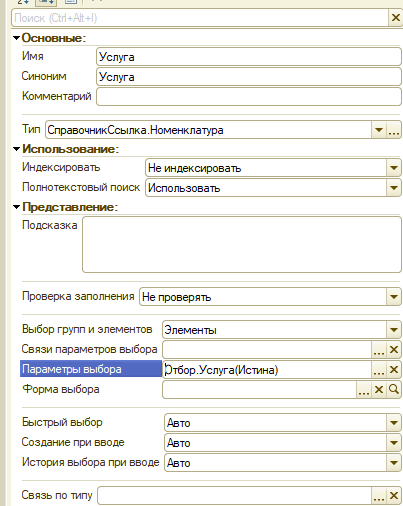 Поиск (Ctrl+Alt+I)
Основные:
Имя Услуга
Синоним Услуга
Комментарий
Тип СправочникСсылка.Номенклатура
Использование:
Индексировать Не индексировать
Полнотекстовый поиск Использовать
Представление:
Подсказка
Проверка заполнения Не проверять
Выбор групп и элементов Элементы
Связи параметров выбора
Параметры выбора Отбор.Услуга(Истина)
Форма выбора
Быстрый выбор Авто
Создание при вводе Авто
История выбора при вводе Авто
Связь по типу